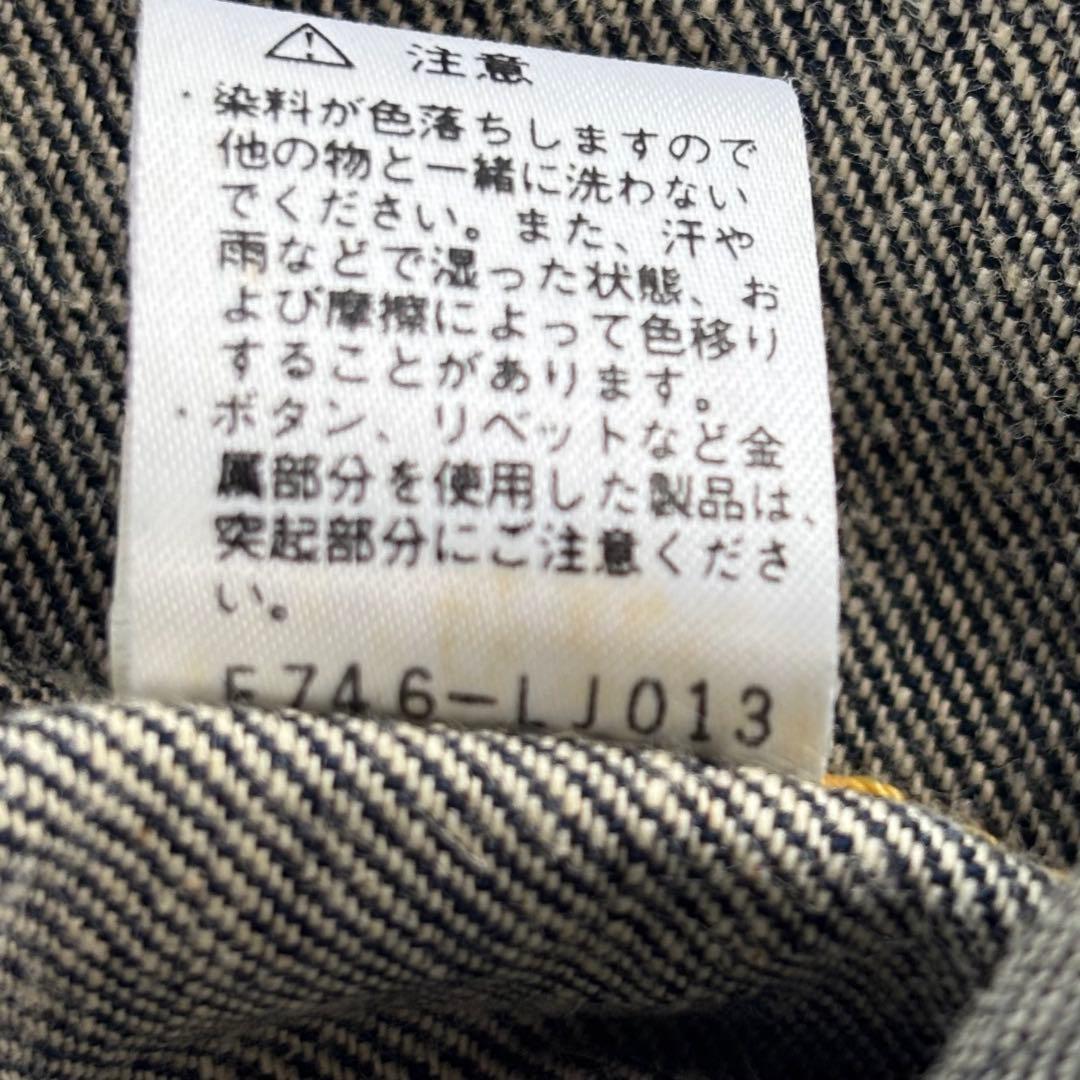 注意
・染料が色落ちしますので
他の物と一緒に洗わない
でください。また、汗や
雨などで湿った状態、お
よび摩擦によって色移り
することがあります。
・ボタン、リベットなど金
属部分を使用した製品は、
突起部分にご注意くださ
い。
F746-LJ013